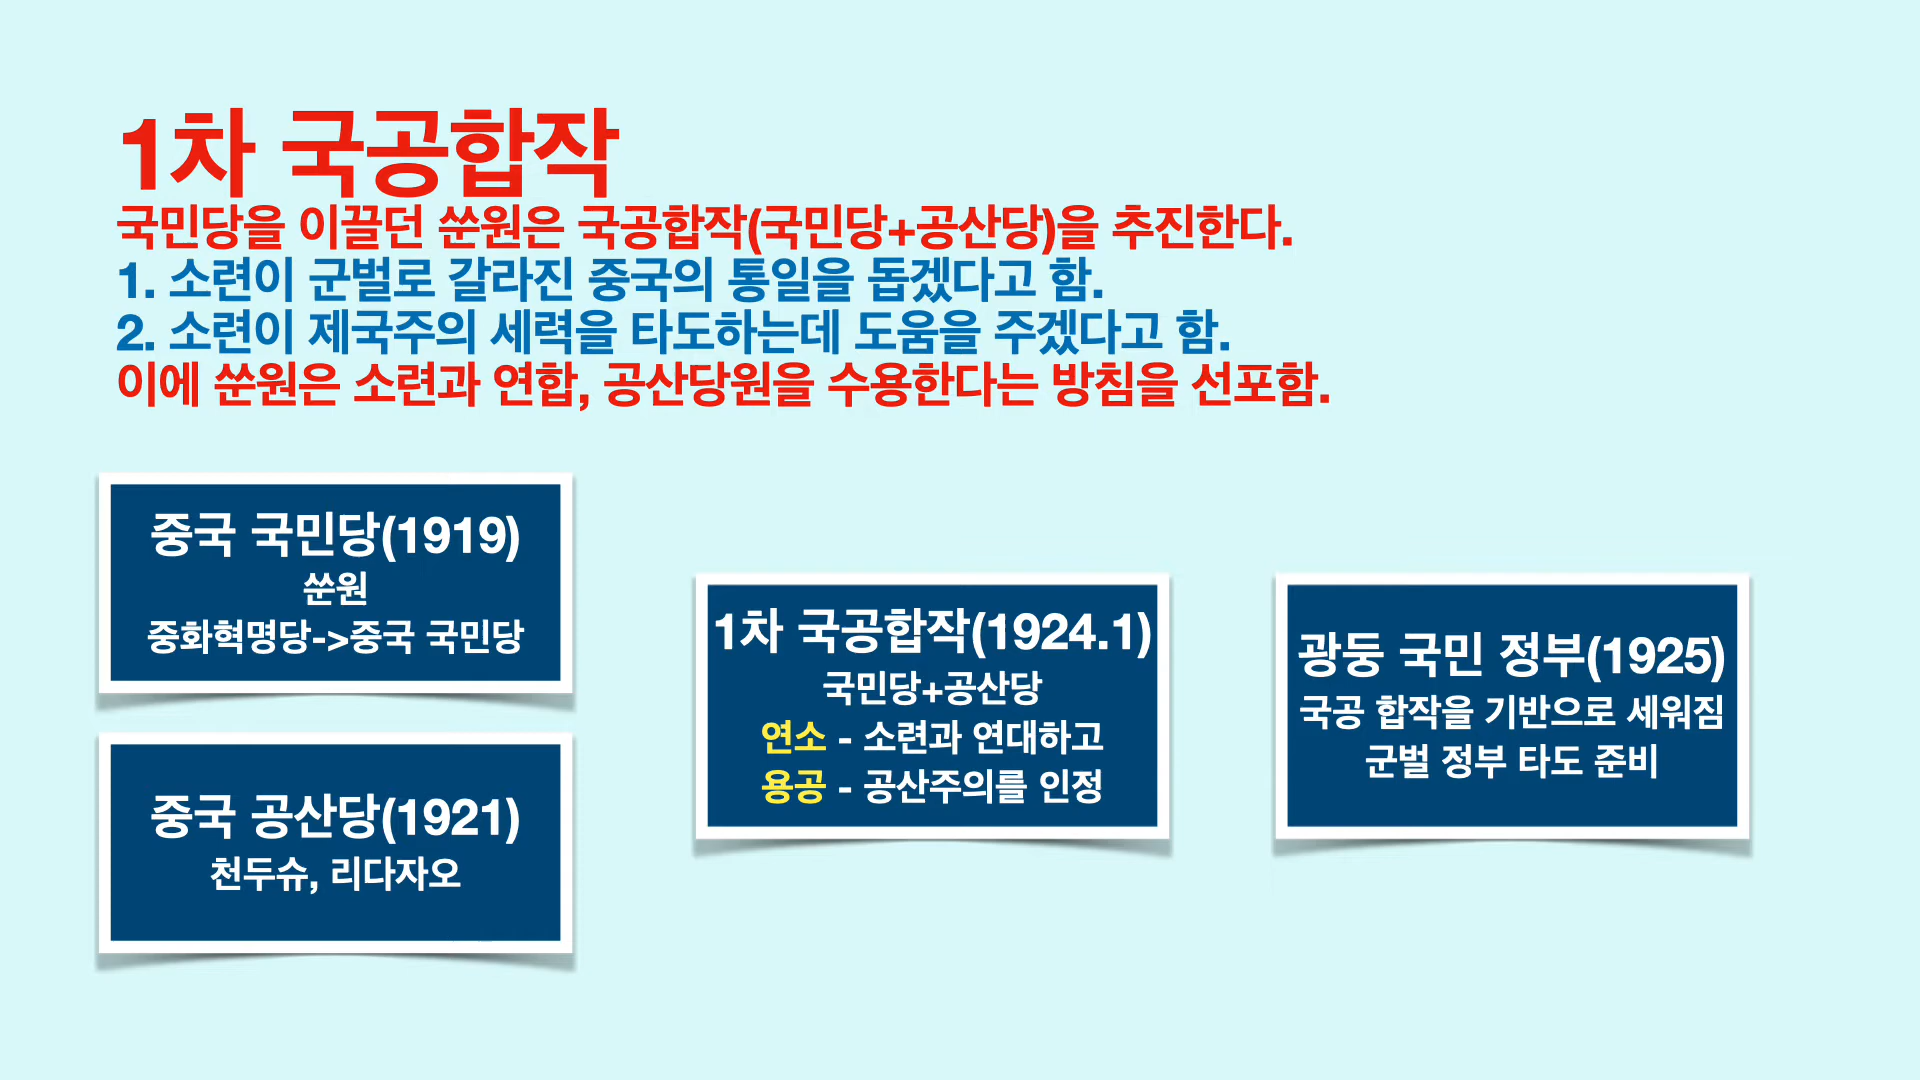 1차 국공합작
국민당을 이끌던 쑨원은 국공합작(국민당+공산당)을 추진한다.
1. 소련이 군벌로 갈라진 중국의 통일을 돕겠다고 함.
2. 소련이 제국주의 세력을 타도하는데 도움을 주겠다고 함.
이에 쑨원은 소련과 연합, 공산당원을 수용한다는 방침을 선포함.
중국 국민당(1919)
쑨원
중화혁명당->중국 국민당
중국 공산당(1921)
천두슈, 리다자오
1차 국공합작(1924.1)
국민당+공산당
연소 - 소련과 연대하고
용공 - 공산주의를 인정
광둥 국민 정부(1925)
국공 합작을 기반으로 세워짐
군벌 정부 타도 준비